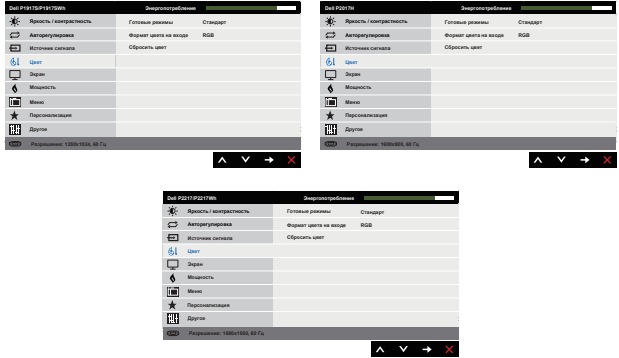 Dell P1917S/P1917SWh Энергопотребление
Яркость / контрастность Готовые режимы Стандарт
Авторегулировка Формат цвета на входе RGB
Источник сигнала Сбросить цвет
Цвет
Экран
Мощность
Меню
Персонализация
Другое
Разрешение: 1280x1024, 60 Гц
Dell P2017H Энергопотребление
Яркость / контрастность Готовые режимы Стандарт
Авторегулировка Формат цвета на входе RGB
Источник сигнала Сбросить цвет
Цвет
Экран
Мощность
Меню
Персонализация
Другое
Разрешение: 1600x900, 60 Гц
Dell P2217/P2217Wh Энергопотребление
Яркость / контрастность Готовые режимы Стандарт
Авторегулировка Формат цвета на входе RGB
Источник сигнала Сбросить цвет
Цвет
Экран
Мощность
Меню
Персонализация
Другое
Разрешение: 1680x1050, 60 Гц